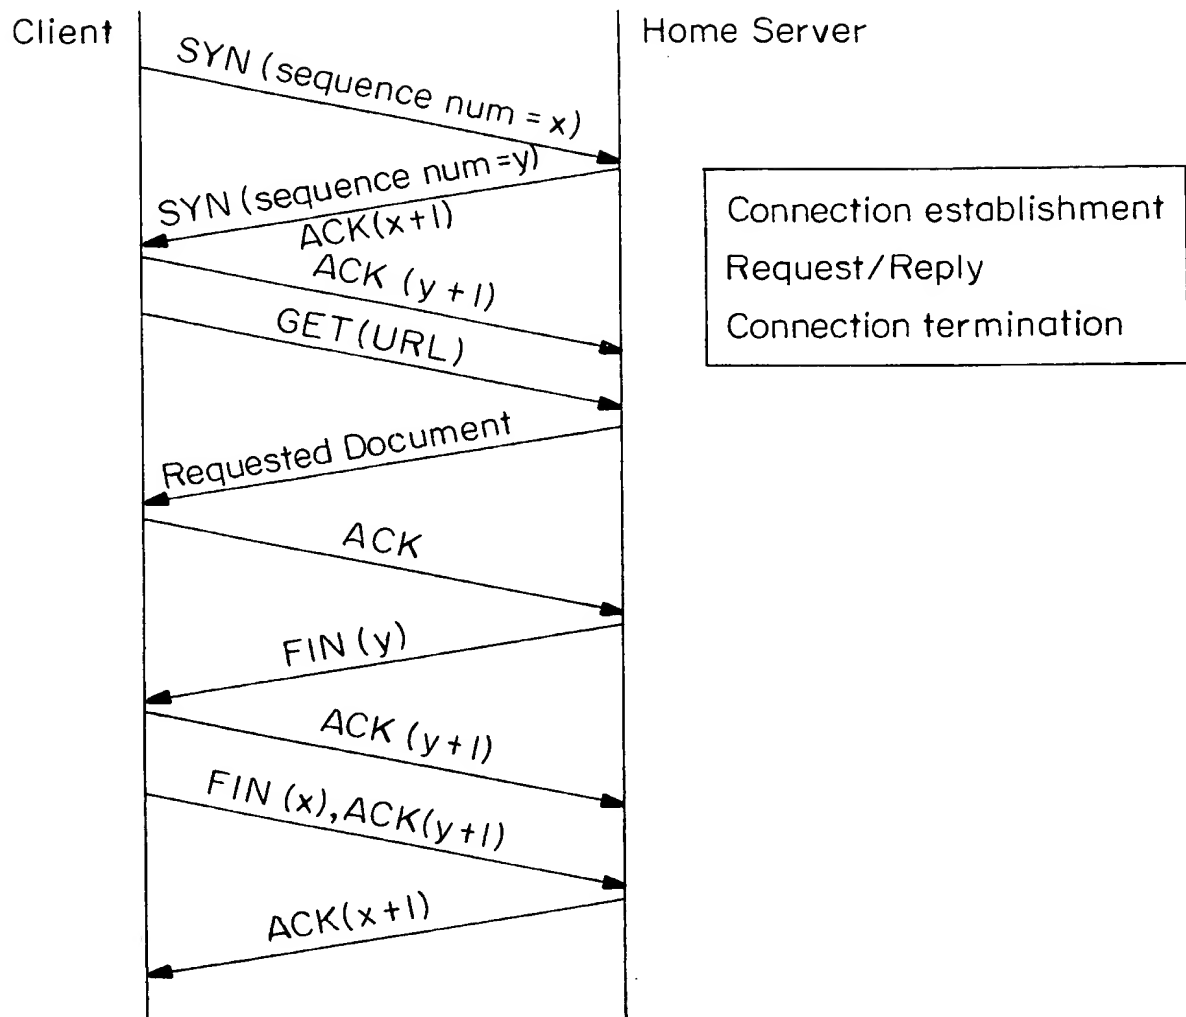 Client
Home Server
SYN (sequence num = x)
SYN (sequence num = y)
ACK(x+1)
ACK (y+1)
GET (URL)
Requested Document
ACK
FIN (y)
ACK (y+1)
FIN (x), ACK(y+1)
ACK(x+1)
Connection establishment
Request/Reply
Connection termination